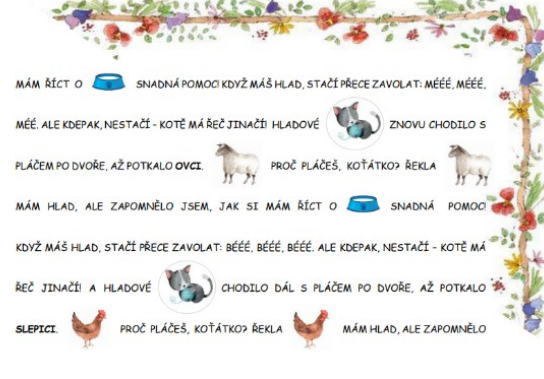 MÁM ŘÍCT O SNADNÁ POMOC! KDYŽ MÁŠ HLAD, STAČÍ PŘECE ZAVOLAT: MÉÉÉ, MÉÉÉ,
MÉÉ. ALE KDEPAK, NESTAČÍ - KOTĚ MÁ ŘEČ JINAČÍ! HLADOVÉ ZNOVU CHODILO S
PLÁČEM PO DVOŘE, AŽ POTKALO OVCI. PROČ PLÁČEŠ, KOŤÁTKO? ŘEKLA
MÁM HLAD, ALE ZAPOMNĚLO JSEM, JAK SI MÁM ŘÍCT O SNADNÁ POMOC!
KDYŽ MÁŠ HLAD, STAČÍ PŘECE ZAVOLAT: BÉÉÉ, BÉÉÉ, BÉÉÉ. ALE KDEPAK, NESTAČÍ - KOTĚ MÁ
ŘEČ JINAČÍ! A HLADOVÉ CHODILO DÁL S PLÁČEM PO DVOŘE, AŽ POTKALO
SLEPICI. PROČ PLÁČEŠ, KOŤÁTKO? ŘEKLA MÁM HLAD, ALE ZAPOMNĚLO